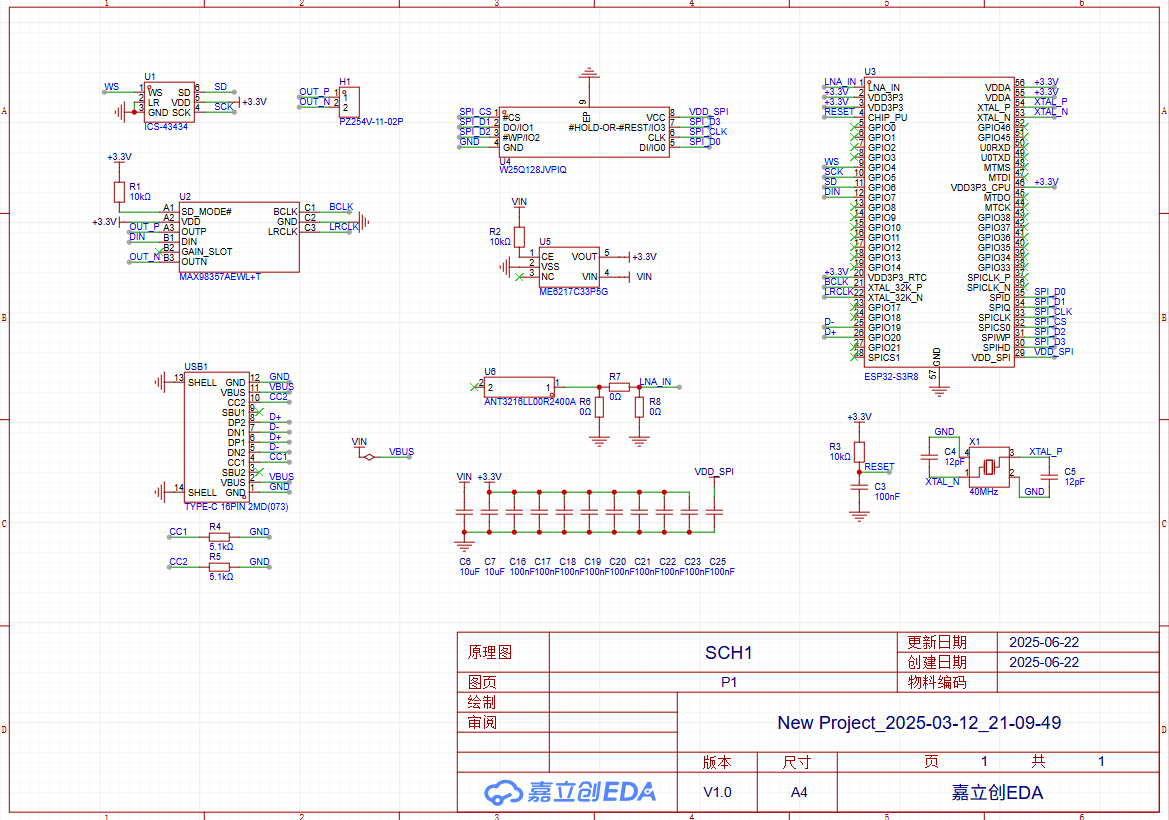 1 2 3 4 5 6
A
B
C
D
U1
WS
1 WS SD 6 SD
2 LR VDD 5 +3.3V
3 GND SCK 4 SCK
ICS-43434
H1
OUT_P 1 1
OUT_N 2 2
PZ254V-11-02P
9
EP
SPI_CS 1 #CS VCC 8 VDD_SPI
SPI_D1 2 DO/IO1 #HOLD-OR-#REST/IO3 7 SPI_D3
SPI_D2 3 #WP/IO2 CLK 6 SPI_CLK
GND 4 GND DI/IO0 5 SPI_D0
U4
W25Q128JVPIQ
U3
LNA_IN 1 LNA_IN VDDA 56 +3.3V
+3.3V 2 VDD3P3 VDDA 55 +3.3V
+3.3V 3 VDD3P3 XTAL_P 54 XTAL_P
RESET 4 CHIP_PU XTAL_N 53 XTAL_N
5 GPIO0 GPIO46 52
6 GPIO1 GPIO45 51
7 GPIO2 U0RXD 50
8 GPIO3 U0TXD 49
WS 9 GPIO4 MTMS 48
SCK 10 GPIO5 MTDI 47
SD 11 GPIO6 VDD3P3_CPU 46 +3.3V
DIN 12 GPIO7 MTDO 45
13 GPIO8 MTCK 44
14 GPIO9 GPIO38 43
15 GPIO10 GPIO37 42
16 GPIO11 GPIO36 41
17 GPIO12 GPIO35 40
18 GPIO13 GPIO34 39
19 GPIO14 GPIO33 38
+3.3V 20 VDD3P3_RTC SPICLK_P 37
BCLK 21 XTAL_32K_P SPICLK_N 36
LRCLK 22 XTAL_32K_N SPID 35 SPI_D0
23 GPIO17 SPIQ 34 SPI_D1
24 GPIO18 SPICLK 33 SPI_CLK
D- 25 GPIO19 SPICS0 32 SPI_CS
D+ 26 GPIO20 SPIWP 31 SPI_D2
27 GPIO21 SPIHD 30 SPI_D3
28 SPICS1 VDD_SPI 29 VDD_SPI
GND
57
ESP32-S3R8
+3.3V
R1
10kΩ
U2
A1 SD_MODE# BCLK C1 BCLK
+3.3V A2 VDD GND C2
OUT_P A3 OUTP LRCLK C3 LRCLK
DIN B1 DIN
B2 GAIN_SLOT
OUT_N B3 OUTN
MAX98357AEWL+T
VIN
R2
10kΩ
U5
1 CE VOUT 5 +3.3V
2 VSS
3 NC VIN 4 VIN
ME6217C33P5G
USB1
13 SHELL GND 12 GND
VBUS 11 VBUS
CC2 10 CC2
SBU1 9
DP2 8 D+
DN1 7 D-
DP1 6 D+
DN2 5 D-
CC1 4 CC1
SBU2 3
VBUS 2 VBUS
14 SHELL GND 1 GND
TYPE-C 16PIN 2MD(073)
CC1 R4 GND
5.1kΩ
CC2 R5 GND
5.1kΩ
VIN
VBUS
U6
2 2 1 1
ANT3216LL00R2400A
R7
0Ω
LNA_IN
R6
0Ω
R8
0Ω
VIN +3.3V
VDD_SPI
C6 C7 C16 C17 C18 C19 C20 C21 C22 C23 C25
10uF 10uF 100nF 100nF 100nF 100nF 100nF 100nF 100nF 100nF 100nF
+3.3V
R3
10kΩ
RESET
C3
100nF
GND
C4
12pF
XTAL_N
X1
4 3
1 2
40MHz
XTAL_P
C5
12pF
GND
原理图 SCH1 更新日期 2025-06-22
创建日期 2025-06-22
图页 P1 物料编码
绘制
审阅
New Project_2025-03-12_21-09-49
版本 尺寸 页 1 共 1
嘉立创EDA V1.0 A4 嘉立创EDA
1 2 3 4 5 6